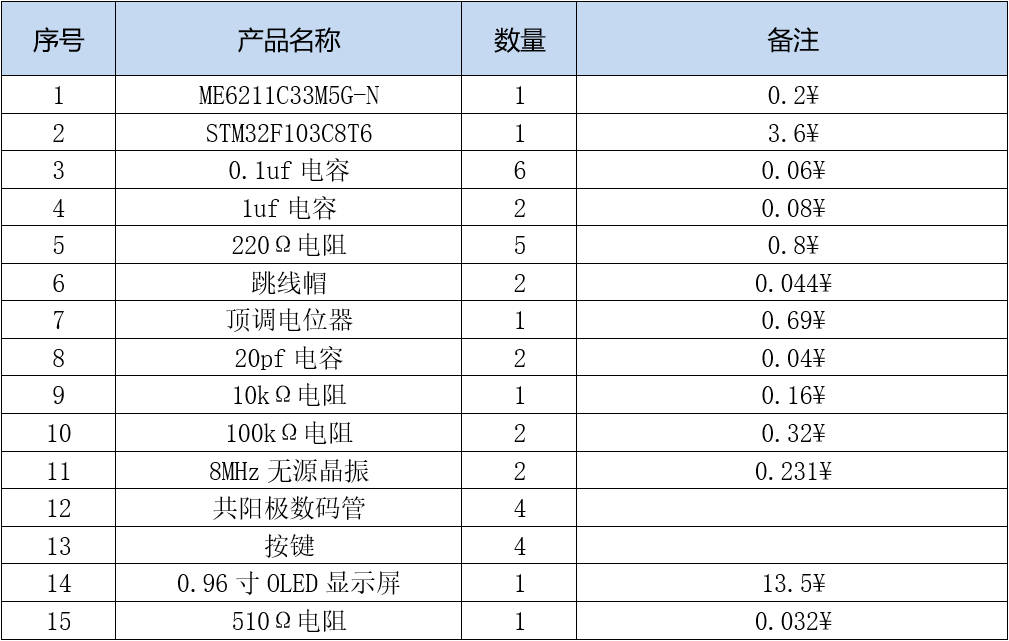 序号 产品名称 数量 备注
1 ME6211C33M5G-N 1 0.2¥
2 STM32F103C8T6 1 3.6¥
3 0.1uf 电容 6 0.06¥
4 1uf 电容 2 0.08¥
5 220Ω电阻 5 0.8¥
6 跳线帽 2 0.044¥
7 顶调电位器 1 0.69¥
8 20pf 电容 2 0.04¥
9 10kΩ电阻 1 0.16¥
10 100kΩ电阻 2 0.32¥
11 8MHz 无源晶振 2 0.231¥
12 共阳极数码管 4
13 按键 4
14 0.96 寸 OLED 显示屏 1 13.5¥
15 510Ω电阻 1 0.032¥